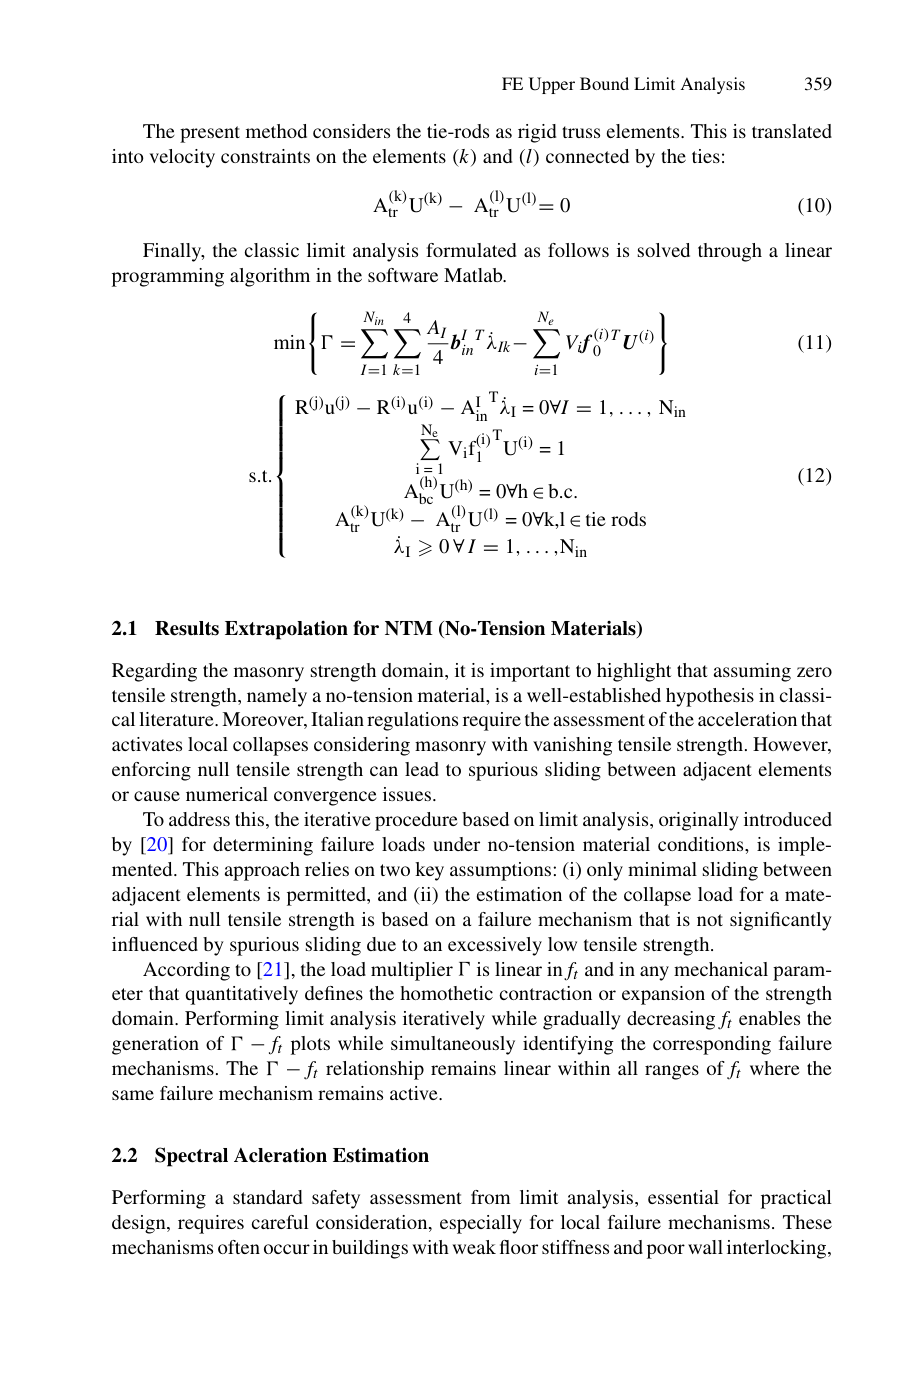 FE Upper Bound Limit Analysis 359
The present method considers the tie-rods as rigid truss elements. This is translated
into velocity constraints on the elements (k) and (l) connected by the ties:
A_tr^(k) U^(k) − A_tr^(l) U^(l) = 0 (10)
Finally, the classic limit analysis formulated as follows is solved through a linear
programming algorithm in the software Matlab.
min{Γ = ∑_{I=1}^{N_in} ∑_{k=1}^{4} A_I/4 b_in^I^T λ̇_Ik − ∑_{i=1}^{N_e} V_i f_0^(i)T U^(i)} (11)
R^(j)u^(j) − R^(i)u^(i) − A_in^I^T λ̇_I = 0∀I = 1, . . . , N_in
∑_{i = 1}^{N_e} V_i f_1^(i)^T U^(i) = 1
s.t. A_bc^(h) U^(h) = 0∀h ∈ b.c. (12)
A_tr^(k) U^(k) − A_tr^(l) U^(l) = 0∀k,l ∈ tie rods
λ̇_I ⩾ 0 ∀ I = 1, . . . ,N_in
2.1 Results Extrapolation for NTM (No-Tension Materials)
Regarding the masonry strength domain, it is important to highlight that assuming zero
tensile strength, namely a no-tension material, is a well-established hypothesis in classi-
cal literature. Moreover, Italian regulations require the assessment of the acceleration that
activates local collapses considering masonry with vanishing tensile strength. However,
enforcing null tensile strength can lead to spurious sliding between adjacent elements
or cause numerical convergence issues.
To address this, the iterative procedure based on limit analysis, originally introduced
by [20] for determining failure loads under no-tension material conditions, is imple-
mented. This approach relies on two key assumptions: (i) only minimal sliding between
adjacent elements is permitted, and (ii) the estimation of the collapse load for a mate-
rial with null tensile strength is based on a failure mechanism that is not significantly
influenced by spurious sliding due to an excessively low tensile strength.
According to [21], the load multiplier Γ is linear in f_t and in any mechanical param-
eter that quantitatively defines the homothetic contraction or expansion of the strength
domain. Performing limit analysis iteratively while gradually decreasing f_t enables the
generation of Γ − f_t plots while simultaneously identifying the corresponding failure
mechanisms. The Γ − f_t relationship remains linear within all ranges of f_t where the
same failure mechanism remains active.
2.2 Spectral Acleration Estimation
Performing a standard safety assessment from limit analysis, essential for practical
design, requires careful consideration, especially for local failure mechanisms. These
mechanisms often occur in buildings with weak floor stiffness and poor wall interlocking,